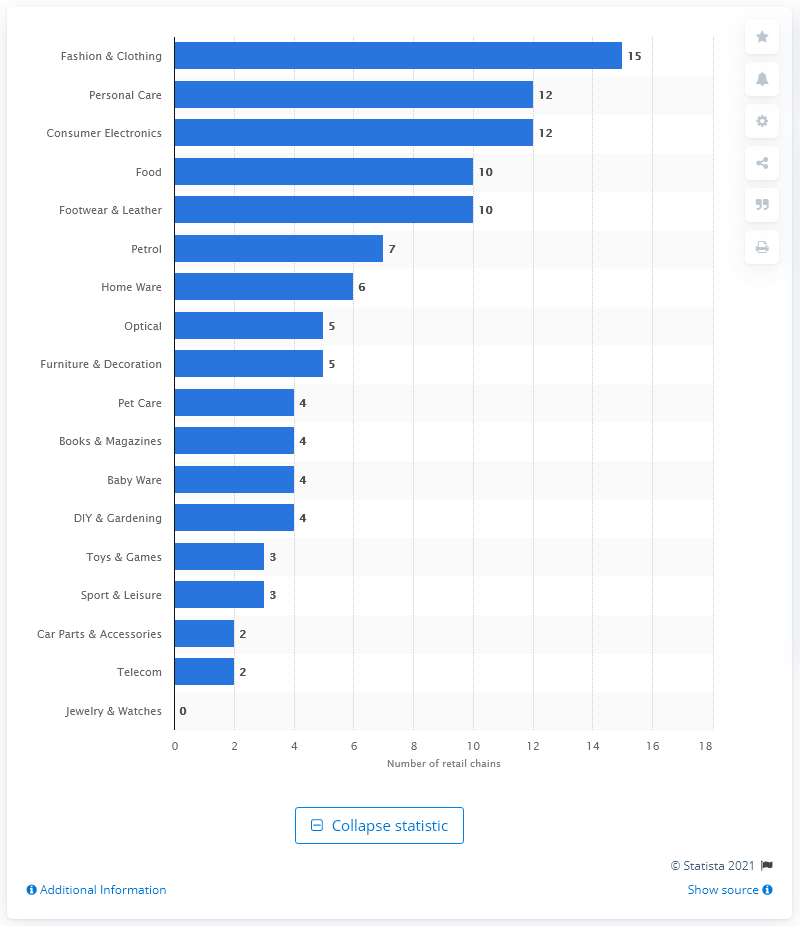 Fashion & Clothing 15
Personal Care 12
Consumer Electronics 12
Food 10
Footwear & Leather 10
Petrol 7
Home Ware 6
Optical 5
Furniture & Decoration 5
Pet Care 4
Books & Magazines 4
Baby Ware 4
DIY & Gardening 4
Toys & Games 3
Sport & Leisure 3
Car Parts & Accessories 2
Telecom 2
Jewelry & Watches 0
0 2 4 6 8 10 12 14 16 18
Number of retail chains
Collapse statistic
© Statista 2021
Additional Information Show source